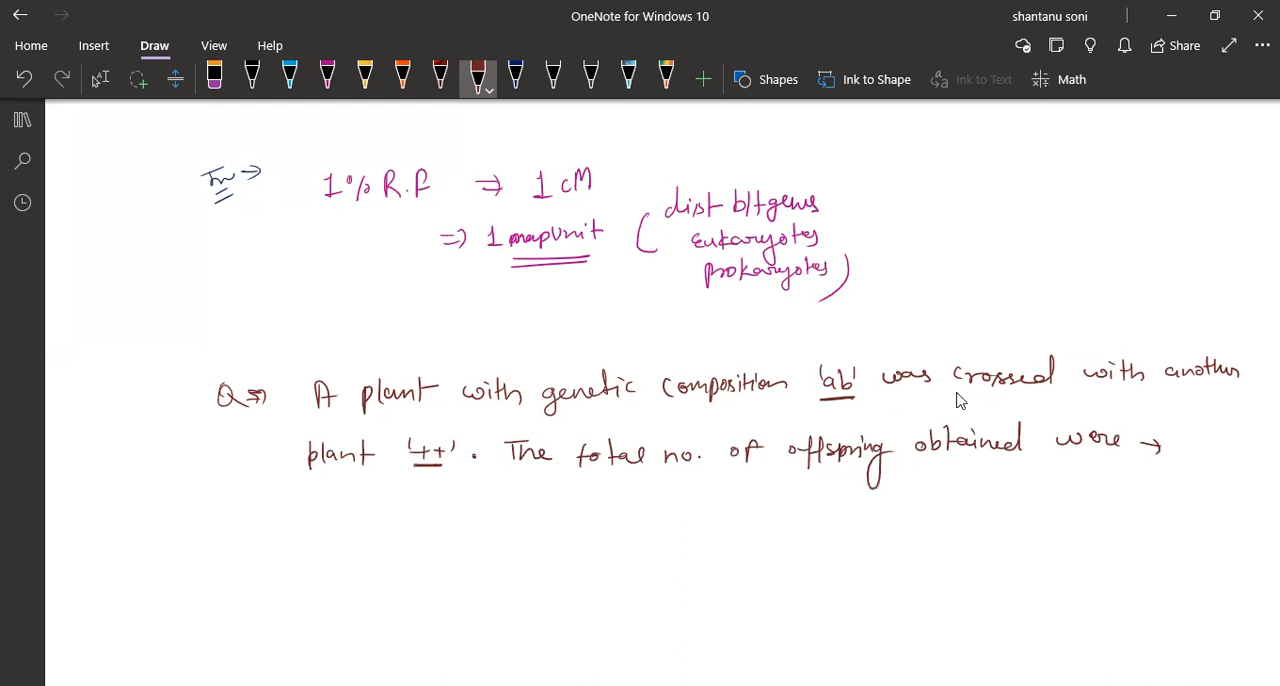 OneNote for Windows 10
shantanu soni
Home Insert Draw View Help
Share
Shapes Ink to Shape Ink to Text Math
1% R.F ⇒ 1 cM
⇒ 1 mapunit ( dist b/t genes
eukaryotes
prokaryotes )
Q⇒ A plant with genetic composition 'ab' was crossed with another
plant '++'. The total no. of offspring obtained were →